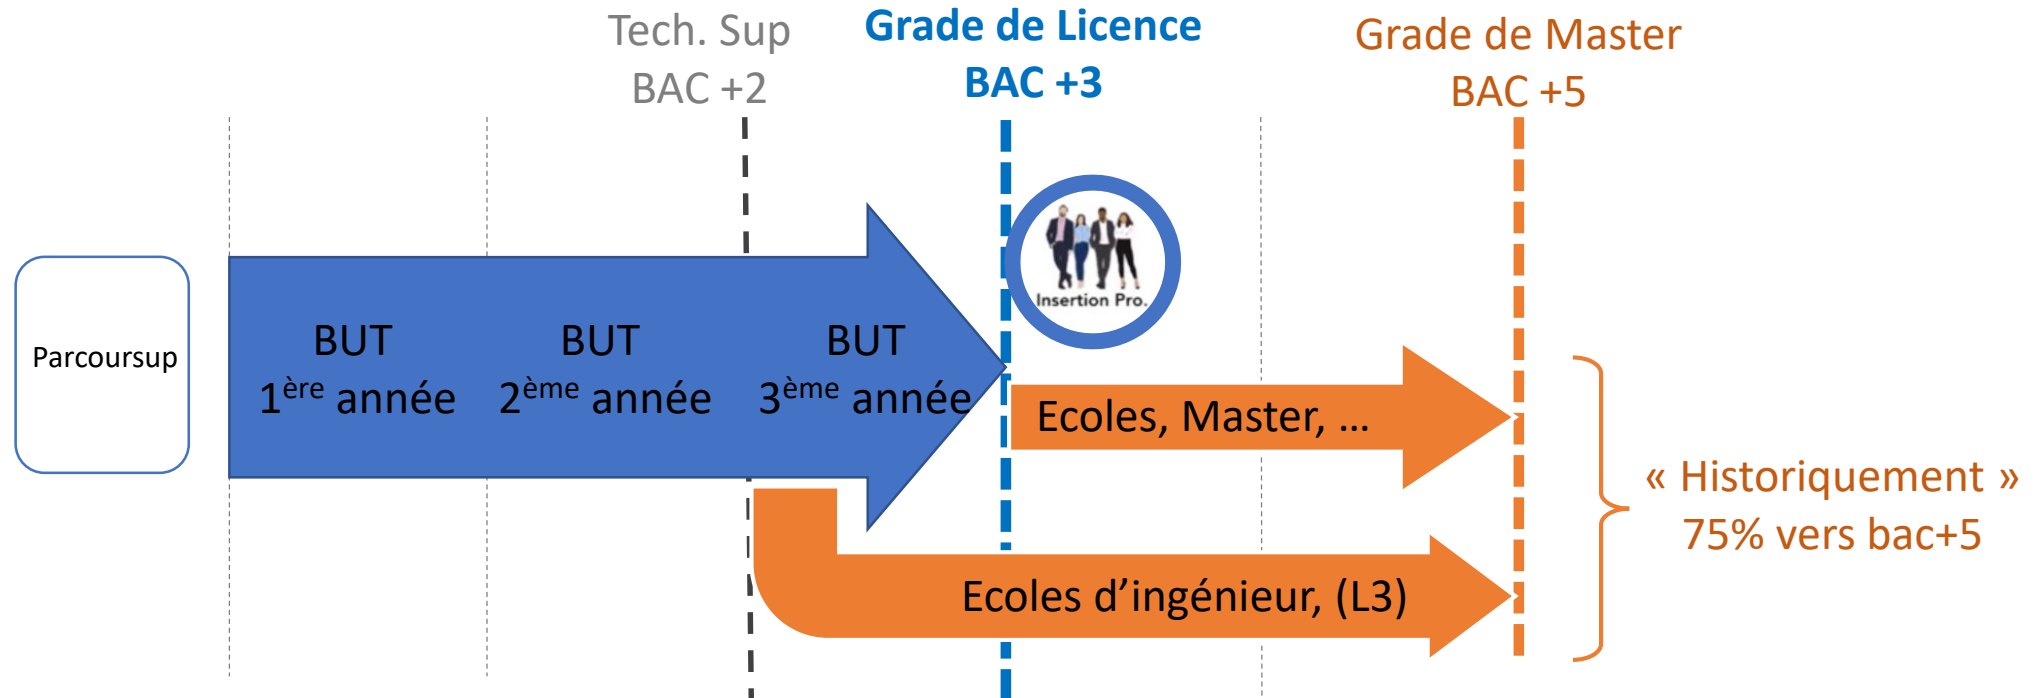 Tech. Sup
BAC +2
Grade de Licence
BAC +3
Grade de Master
BAC +5
Insertion Pro.
Parcoursup
BUT
1ère année
BUT
2ème année
BUT
3ème année
Ecoles, Master, ...
Ecoles d’ingénieur, (L3)
« Historiquement »
75% vers bac+5